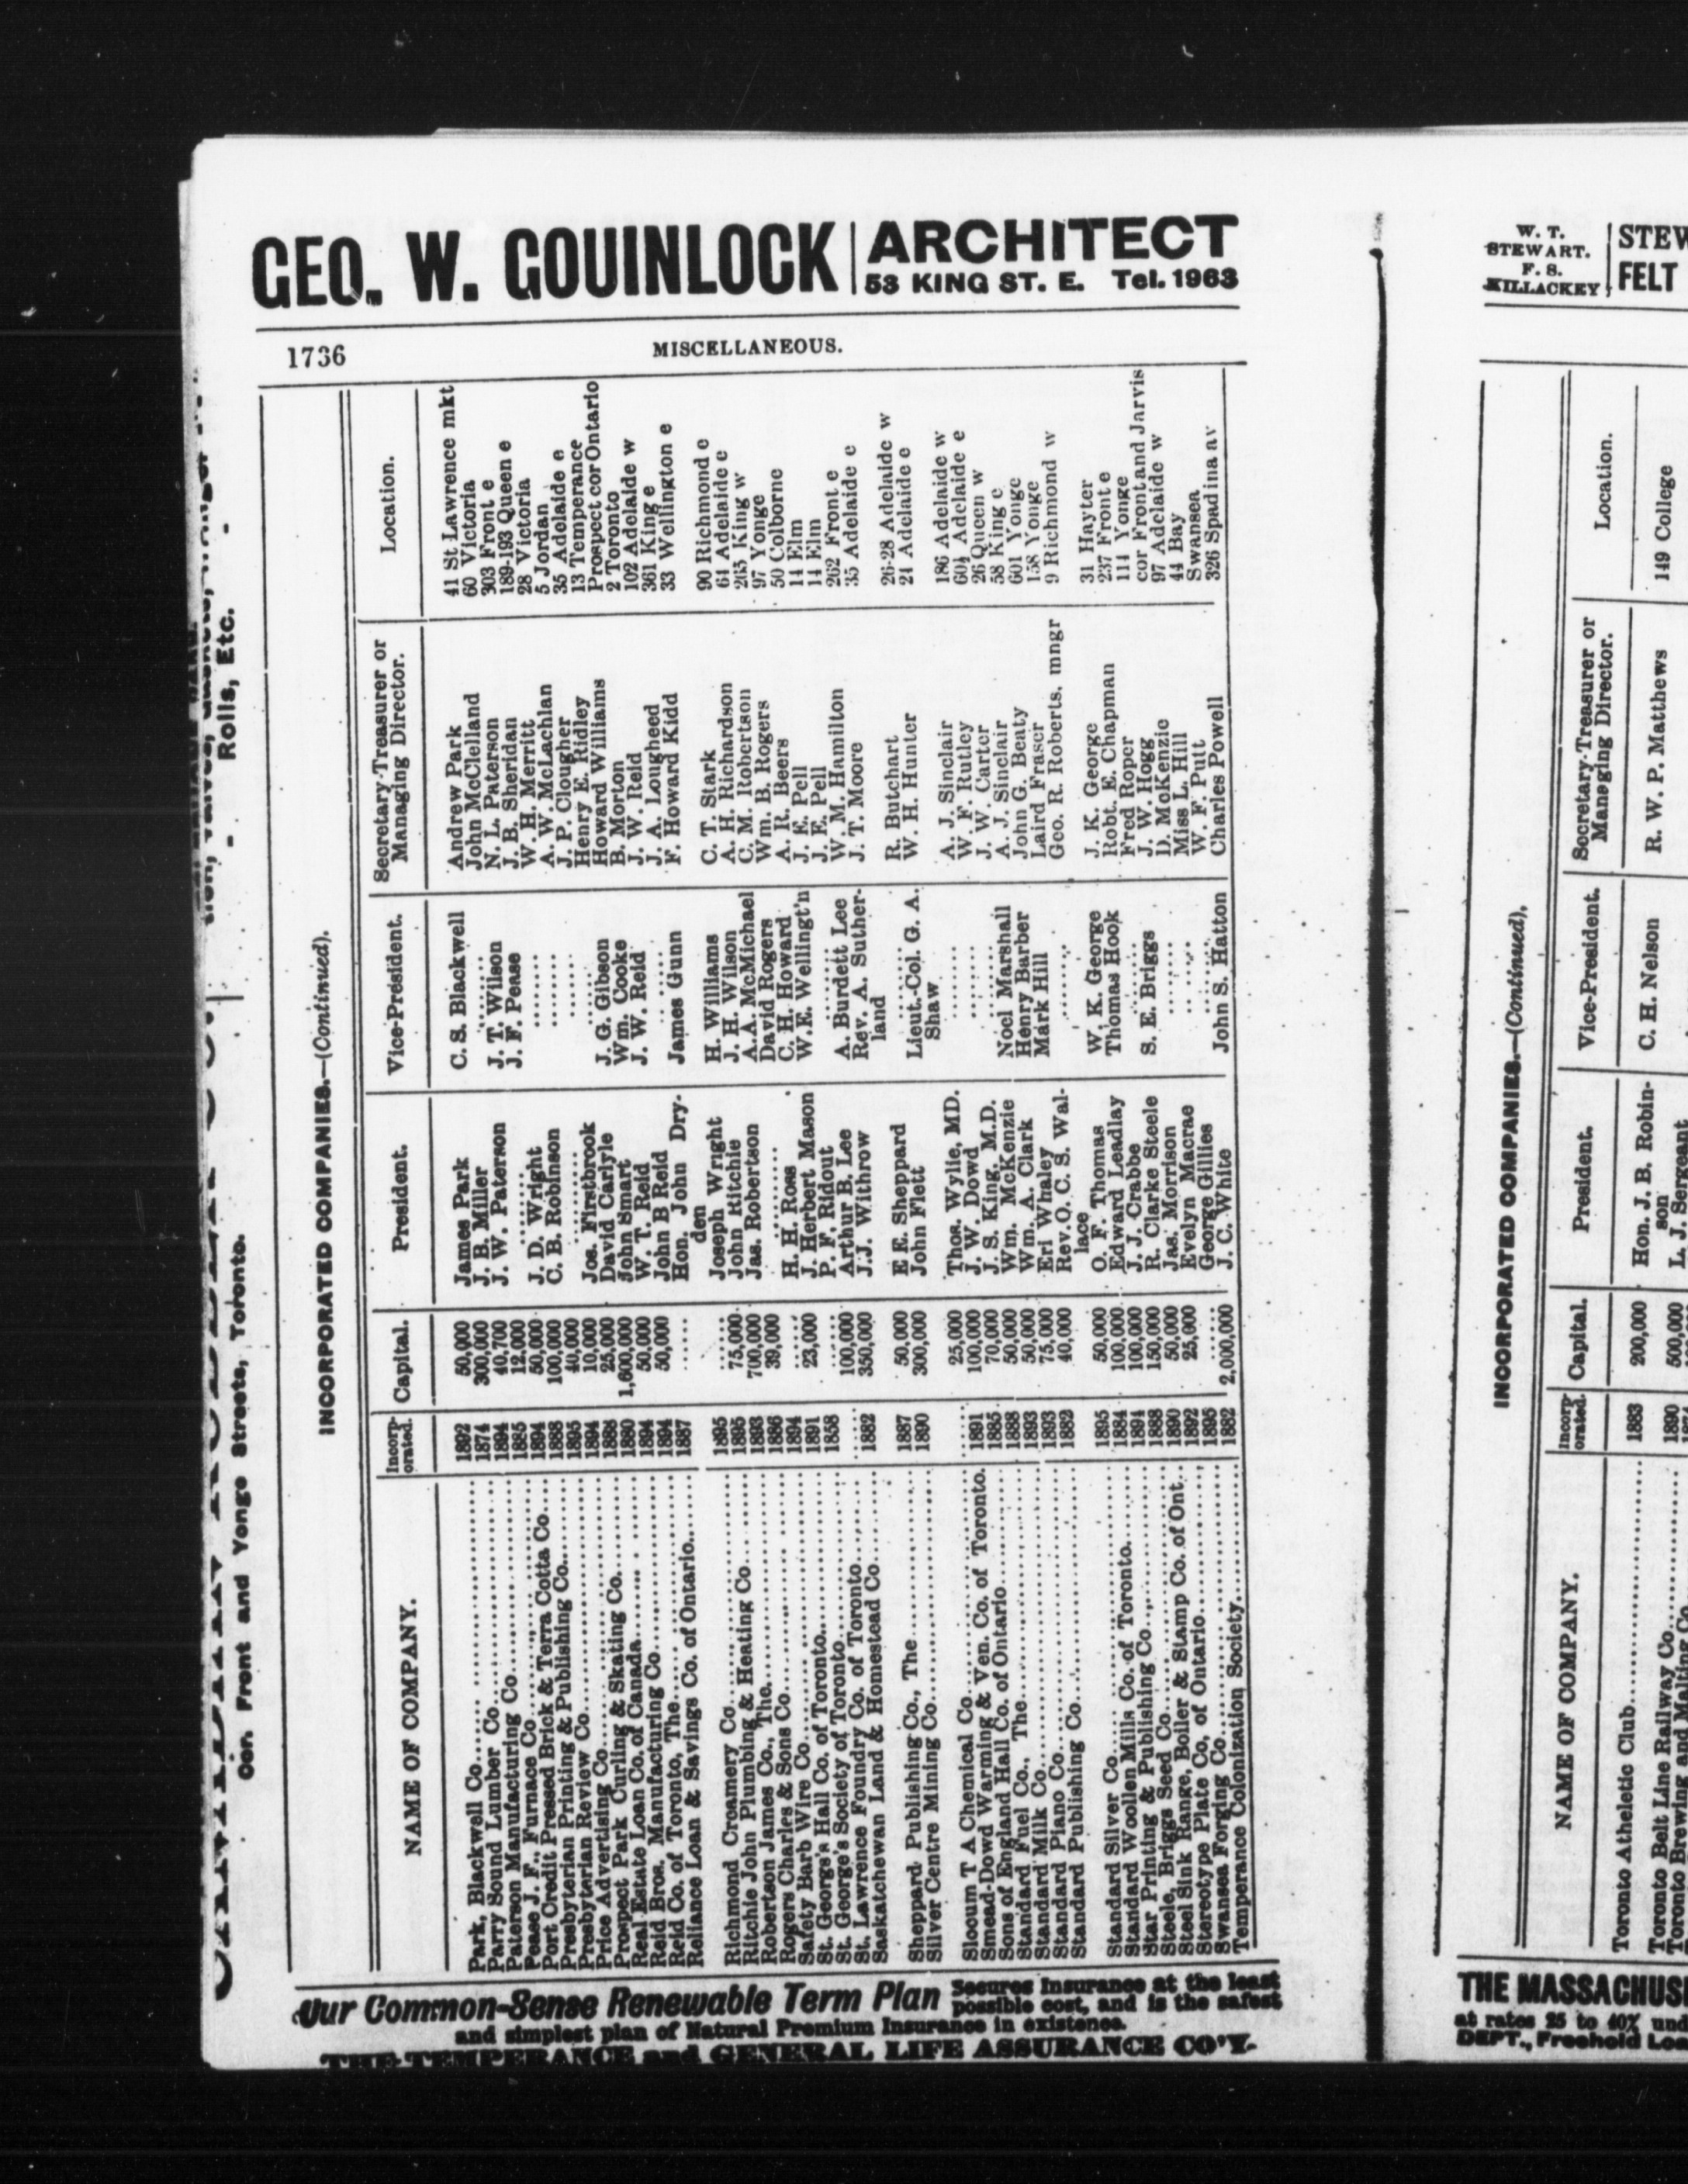 GEO. W. GOUINLOCK ARCHITECT
53 KING ST. E. Tel. 1963
1736 MISCELLANEOUS.
INCORPORATED COMPANIES.—(Continued).
NAME OF COMPANY. Incorp orated. Capital. President. Vice-President. Secretary-Treasurer or Managing Director. Location.
Park, Blackwell Co...... 1892 50,000 James Park C. S. Blackwell Andrew Park 41 St Lawrence mkt
Parry Sound Lumber Co...... 1874 300,000 J. B. Miller ........ John McClelland 60 Victoria
Paterson Manufacturing Co...... 1894 40,700 J. W. Paterson J. T. Wilson N. L. Paterson 303 Front e
Pease J. F., Furnace Co...... 1885 12,000 ........ J. F. Pease J. B. Sheridan 189-193 Queen e
Port Credit Pressed Brick & Terra Cotta Co.... 1894 50,000 J. D. Wright ........ W. H. Merritt 28 Victoria
Presbyterian Printing & Publishing Co...... 1888 100,000 C. B. Robinson ........ A. W. McLachlan 5 Jordan
Presbytarian Review Co...... 1895 40,000 ........ ........ J. P. Clougher 35 Adelaide e
Price Advertising Co...... 1894 10,000 Jos. Firstbrook ........ Henry E. Ridley 13 Temperance
Prospect Park Curling & Skating Co...... 1888 25,000 David Carlyle J. G. Gibson Howard Williams Prospect cor Ontario
Real Estate Loan Co. of Canada...... 1880 1,600,000 John Smart Wm. Cooke B. Morton 2 Toronto
Reid Bros. Manufacturing Co...... 1894 50,000 W. T. Reid J. W. Reid J. W. Reid 102 Adelaide w
Reid Co. of Toronto, The...... 1894 50,000 John B Reid ........ J. A. Lougheed 361 King e
Reliance Loan & Savings Co. of Ontario...... 1887 ...... Hon. John Dry-
den James Gunn F. Howard Kidd 33 Wellington e
Richmond Creamery Co...... 1895 ...... Joseph Wright H. Williams C. T. Stark 90 Richmond e
Ritchie John Plumbing & Heating Co...... 1895 75,000 John Ritchie J. H. Wilson A. H. Richardson 64 Adelaide e
Robertson James Co., The...... 1893 700,000 Jas. Robertson A. A. McMichael C. M. Robertson 265 King w
Rogers Charles & Sons Co...... 1886 39,000 ........ David Rogers Wm. B. Rogers 97 Yonge
Safety Barb Wire Co...... 1894 ...... H. H. Ross C. H. Howard A. R. Beers 50 Colborne
St. George's Hall Co. of Toronto...... 1891 23,000 J. Herbert Mason W. E. Wellingt'n J. E. Pell 14 Elm
St. George's Society of Toronto...... 1858 ...... P. F. Ridout ........ J. E. Pell 14 Elm
St. Lawrence Foundry Co. of Toronto...... ...... 100,000 Arthur B. Lee A. Burdett Lee W. M. Hamilton 262 Front e
Saskatchewan Land & Homestead Co...... 1882 350,000 J. J. Withrow Rev. A. Suther-
land J. T. Moore 35 Adelaide e
Sheppard Publishing Co., The...... 1887 50,000 E E. Sheppard ........ R. Butchart 26-28 Adelaide w
Silver Centre Mining Co...... 1890 300,000 John Flett Lieut.-Col. G. A.
Shaw W. H. Hunter 24 Adelaide e
Slocum T A Chemical Co...... ...... 25,000 Thos. Wylie, MD. ........ A. J. Sinclair 186 Adelaide w
Smead-Dowd Warming & Ven. Co. of Toronto. 1891 100,000 J. W. Dowd ........ W. F. Rutley 60½ Adelaide e
Sons of England Hall Co. of Ontario...... 1885 70,000 J. S. King, M.D. ........ J. W. Carter 26 Queen w
Standard Fuel Co., The...... 1888 50,000 Wm. McKenzie Noel Marshall A. J. Sinclair 58 King e
Standard Milk Co...... 1893 50,000 Wm. A. Clark Henry Barber John G. Beaty 601 Yonge
Standard Piano Co...... 1893 75,000 Eri Whaley Mark Hill Laird Fraser 158 Yonge
Standard Publishing Co...... 1882 40,000 Rev. O. C. S. Wal-
lace ........ Geo. R. Roberts, mngr 9 Richmond w
Standard Silver Co...... 1895 50,000 O. F. Thomas W. K. George J. K. George 31 Hayter
Standard Woollen Mills Co. of Toronto...... 1884 100,000 Edward Leadlay Thomas Hook Robt. E. Chapman 237 Front e
Star Printing & Publishing Co...... 1894 100,000 J. J. Crabbe ........ Fred Roper 114 Yonge
Steele, Briggs Seed Co...... 1888 150,000 R. Clarke Steele S. E. Briggs J. W. Hogg cor Front and Jarvis
Steel Sink Range, Boiler & Stamp Co. of Ont... 1890 50,000 Jas. Morrison ........ D. McKenzie 97 Adelaide w
Stereotype Plate Co. of Ontario...... 1892 25,000 Evelyn Macrae ........ Miss L. Hill 44 Bay
Swansea Forging Co...... 1895 ...... George Gillies ........ W. F. Putt Swansea
Temperance Colonization Society...... 1882 2,000,000 J. C. White John S. Hatton Charles Powell 326 Spadina av
Our Common-Sense Renewable Term Plan Secures Insurance at the least
possible cost, and is the safest
and simplest plan of Natural Premium Insurance in existence.
THE TEMPERANCE and GENERAL LIFE ASSURANCE CO'Y.
Rolls, Etc.
Cor. Front and Yonge Streets, Toronto.
W. T.
STEWART.
F. S.
KILLACKEY
STEW
FELT
INCORPORATED COMPANIES.—(Continued),
NAME OF COMPANY. Incorp orated. Capital. President. Vice-President. Secretary-Treasurer or Managing Director. Location.
Toronto Atheletic Club...... 1883 200,000 Hon. J. B. Robin-
son C. H. Nelson R. W. P. Matthews 149 College
Toronto Belt Line Railway Co...... 1890 500,000 L. J. Sergeant
Toronto Brewing and Malting Co
THE MASSACHUS
at rates 25 to 40% und
DEPT., Freehold Loa